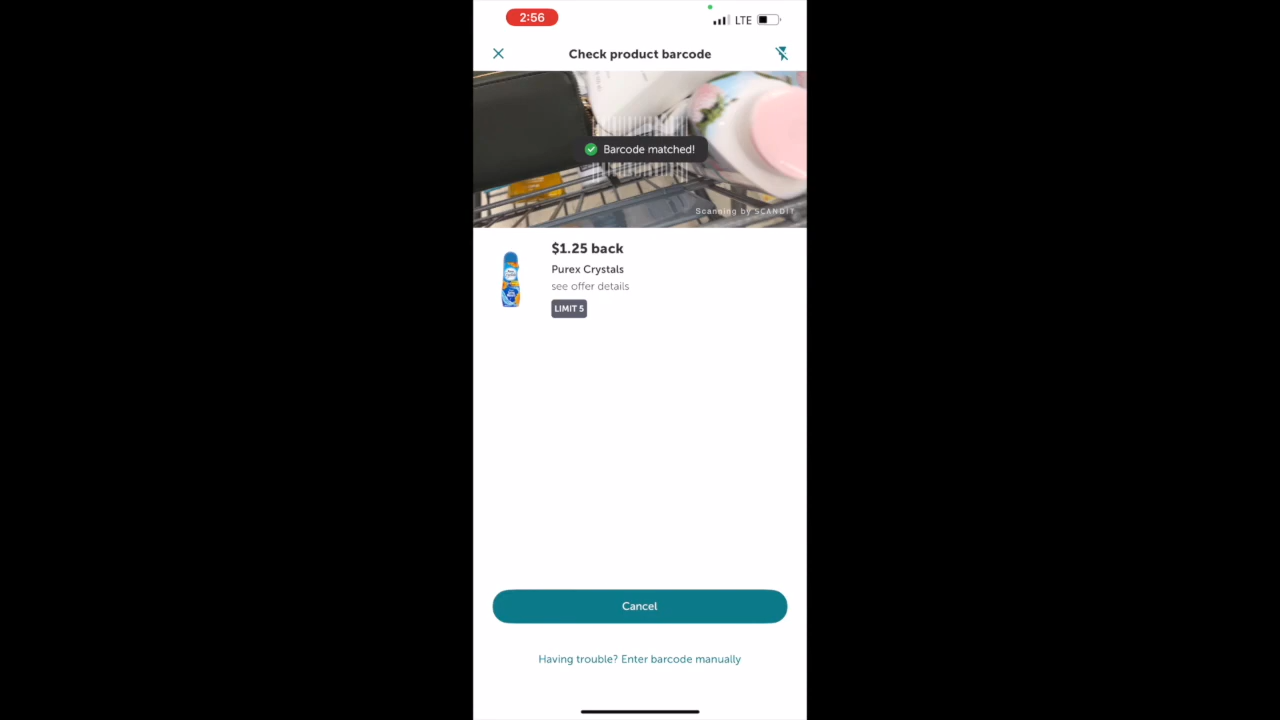 2:56
LTE
Check product barcode
Barcode matched!
Scanning by SCANDIT
$1.25 back
Purex Crystals
see offer details
LIMIT 5
Cancel
Having trouble? Enter barcode manually